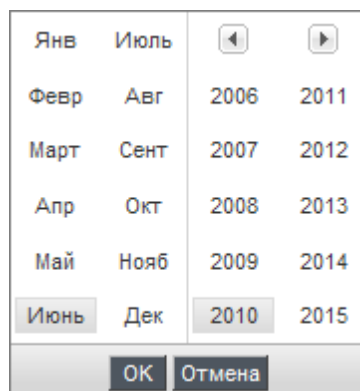 Янв Июль
Февр Авг 2006 2011
Март Сент 2007 2012
Апр Окт 2008 2013
Май Нояб 2009 2014
Июнь Дек 2010 2015
OK Отмена